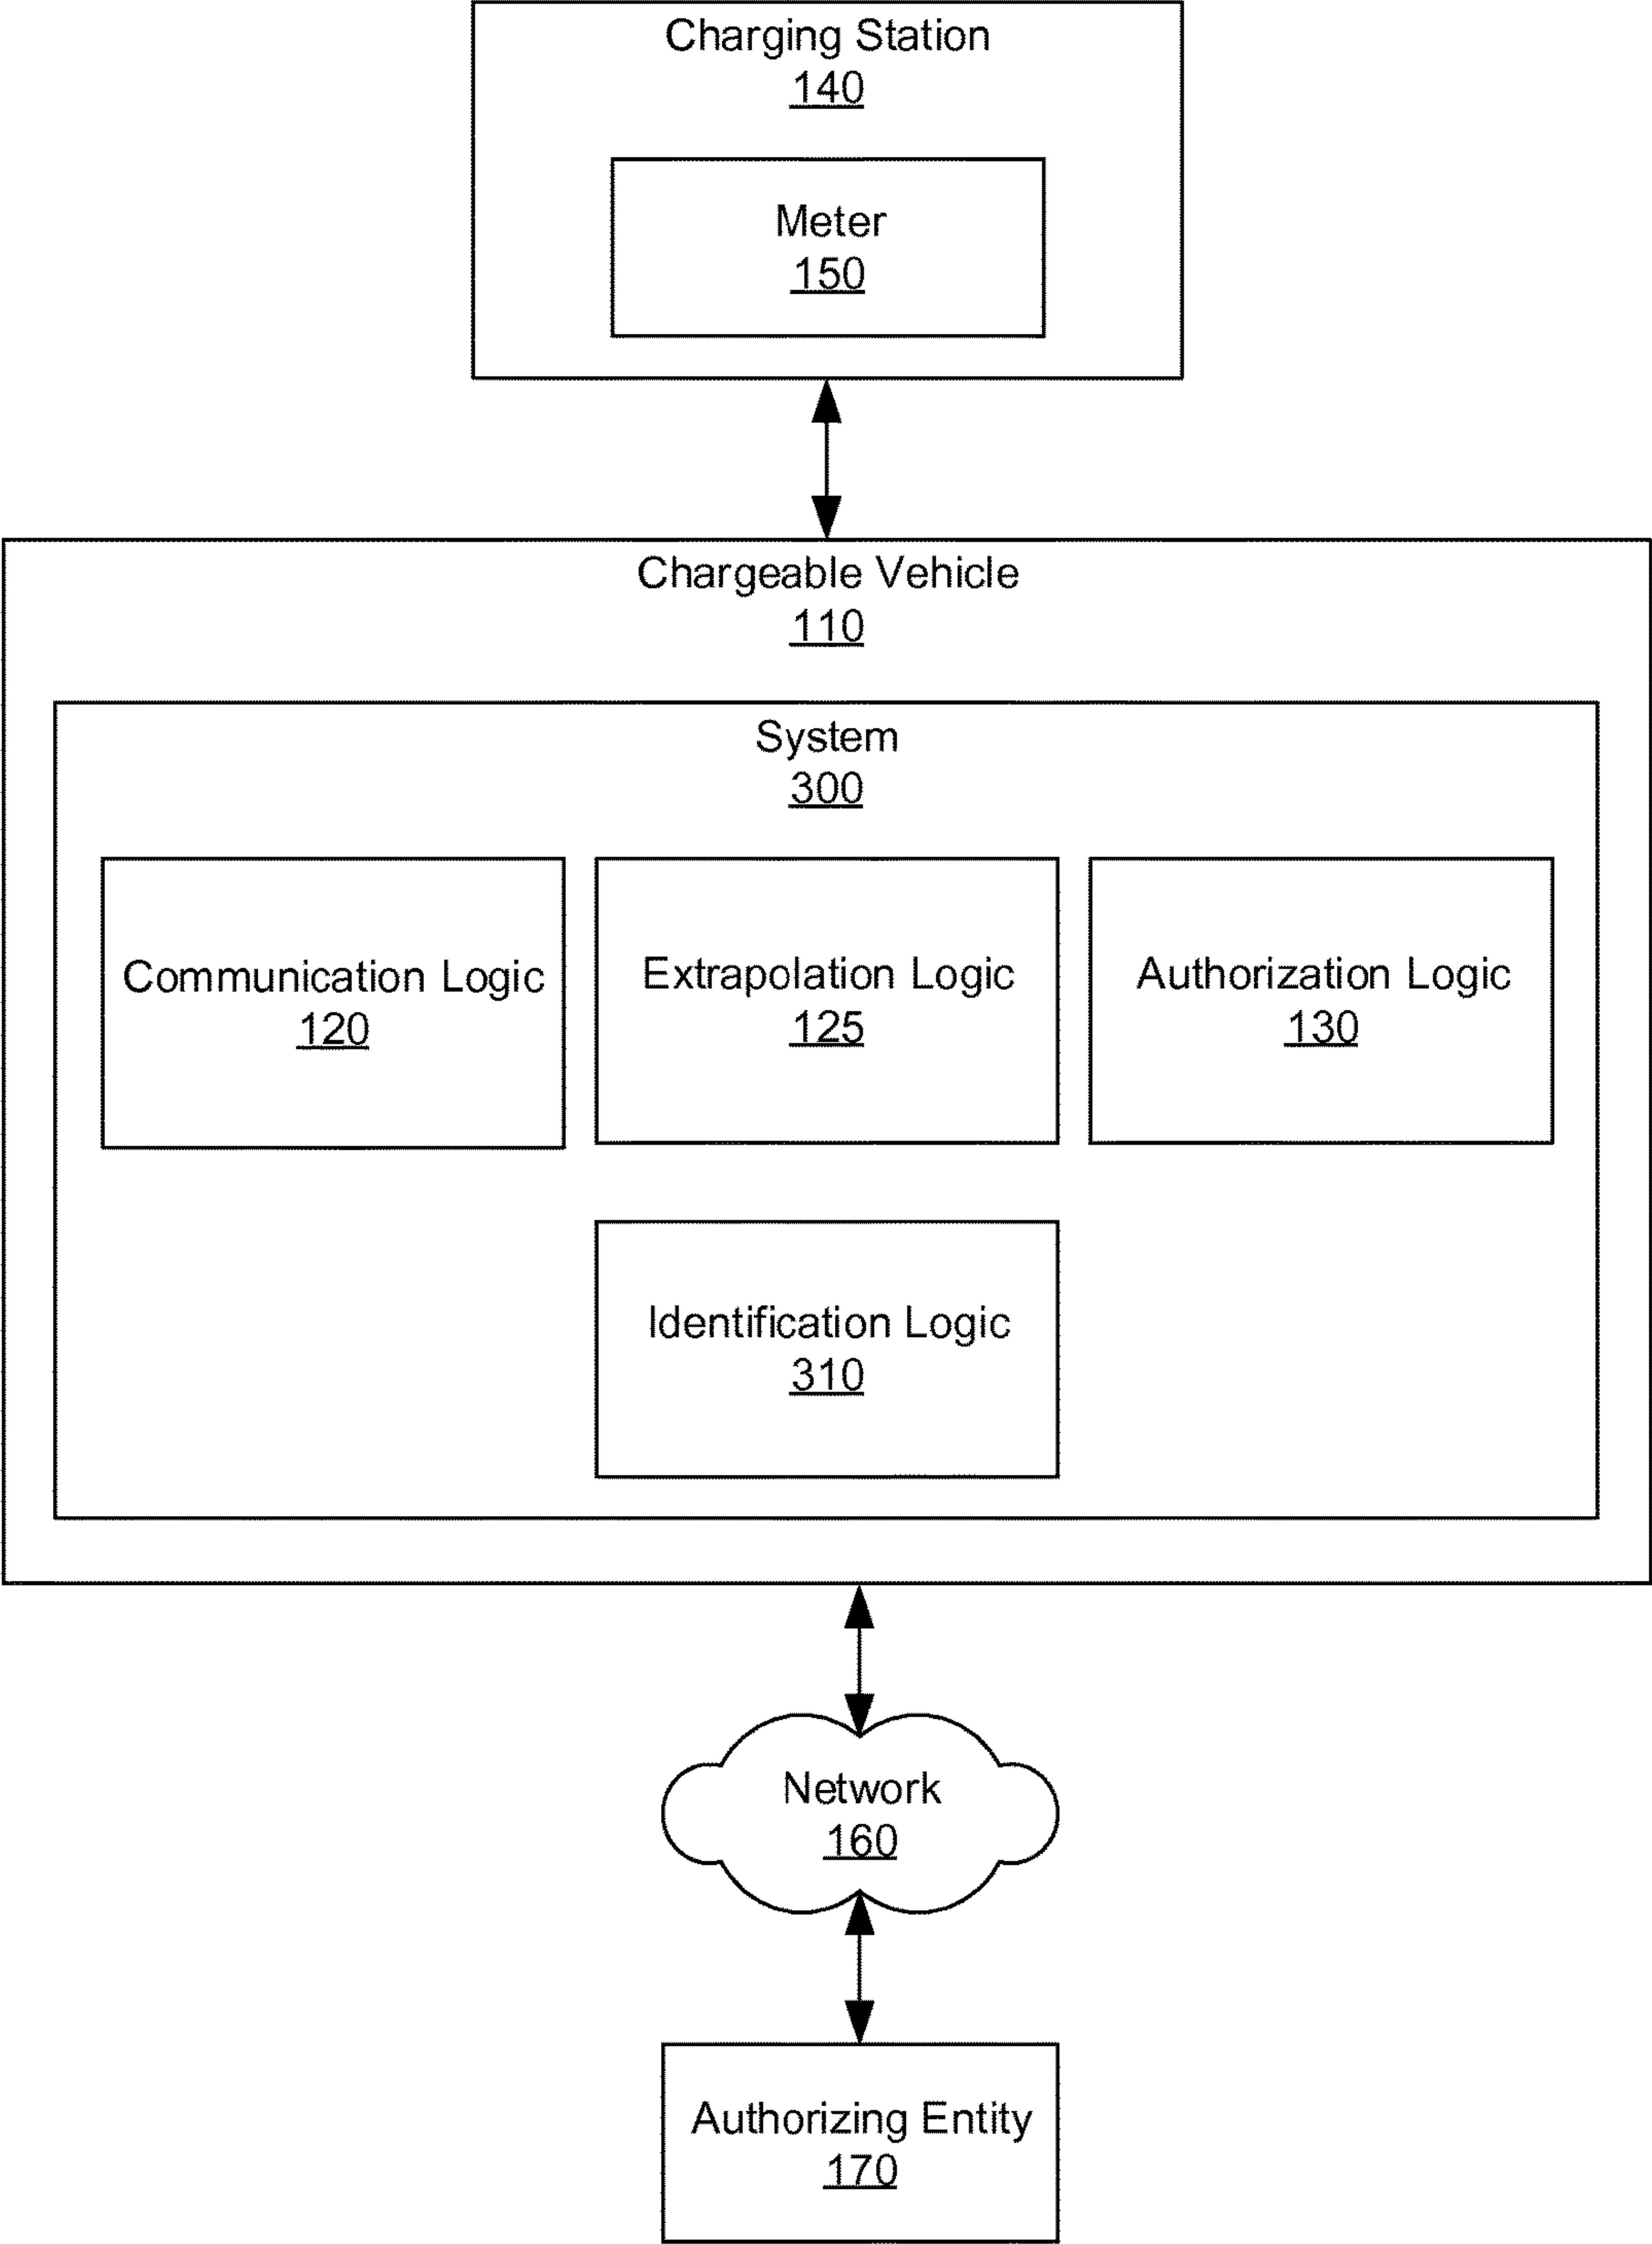 Charging Station
140
Meter
150
Chargeable Vehicle
110
System
300
Communication Logic
120
Extrapolation Logic
125
Authorization Logic
130
Identification Logic
310
Network
160
Authorizing Entity
170